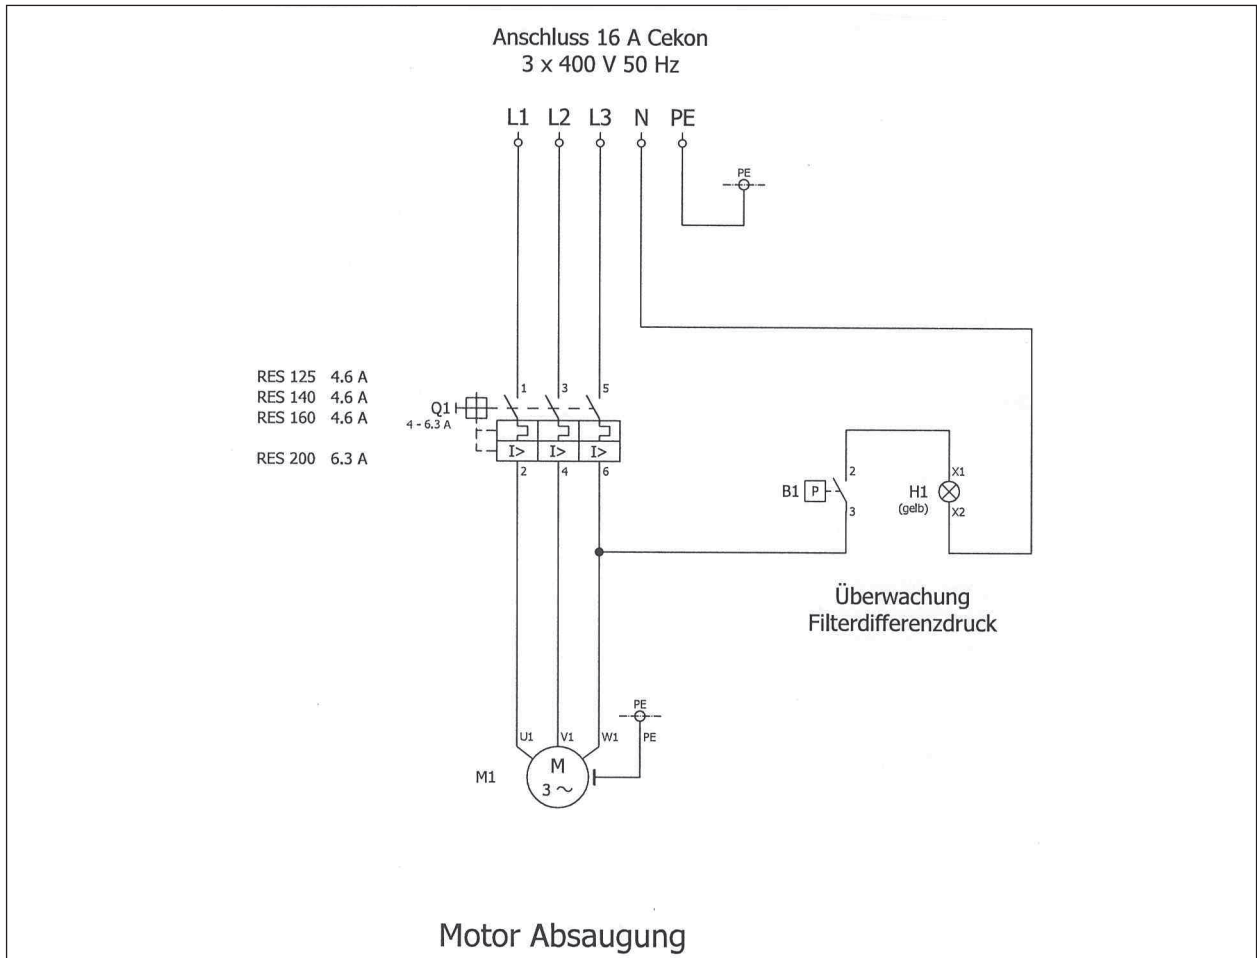 Anschluss 16 A Cekon
3 x 400 V 50 Hz
L1 L2 L3 N PE
PE
RES 125 4.6 A
RES 140 4.6 A
RES 160 4.6 A
RES 200 6.3 A
Q1
4 - 6.3 A
1 3 5
I> I> I>
2 4 6
B1 P
2
3
H1
(gelb)
X1
X2
Überwachung
Filterdifferenzdruck
PE
U1 V1 W1 PE
M1
M
3 ~
Motor Absaugung